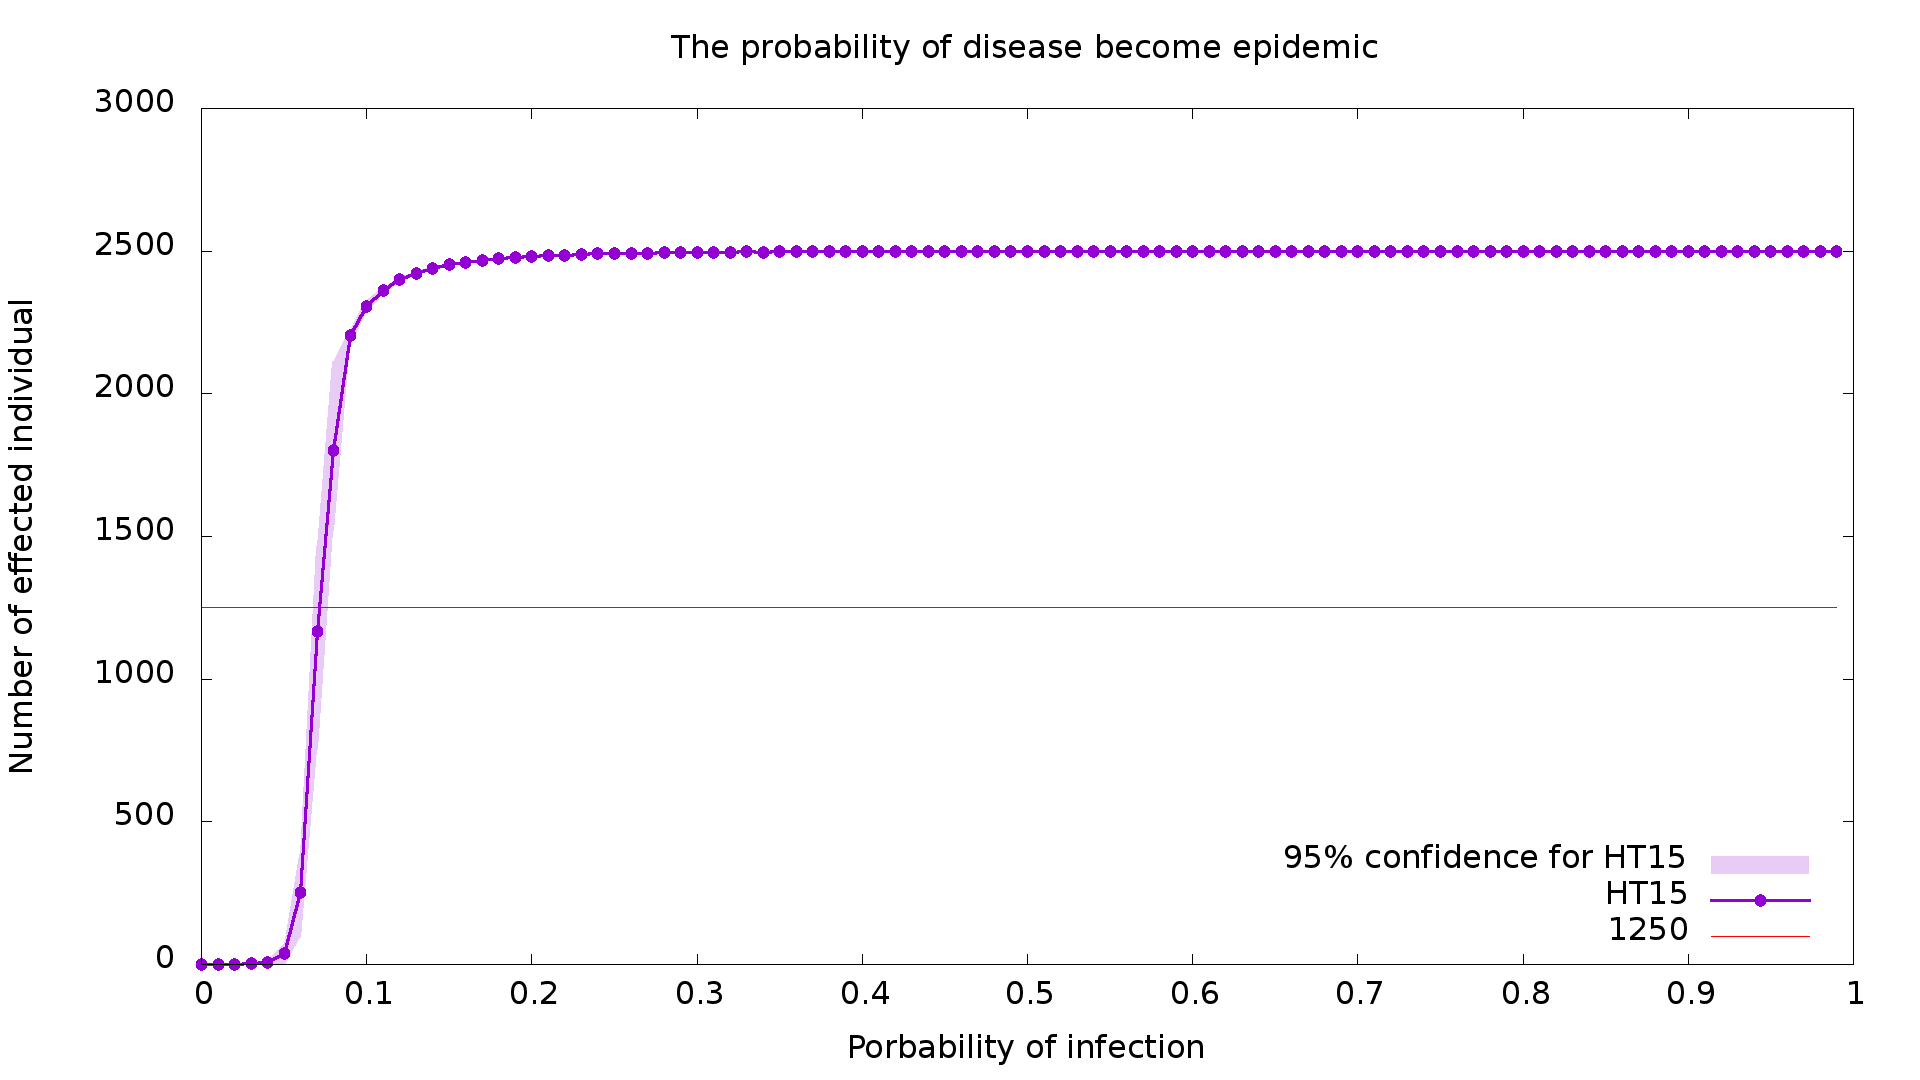 The probability of disease become epidemic
3000
2500
2000
1500
1000
500
0
Number of effected individual
0 0.1 0.2 0.3 0.4 0.5 0.6 0.7 0.8 0.9 1
Porbability of infection
95% confidence for HT15
HT15
1250